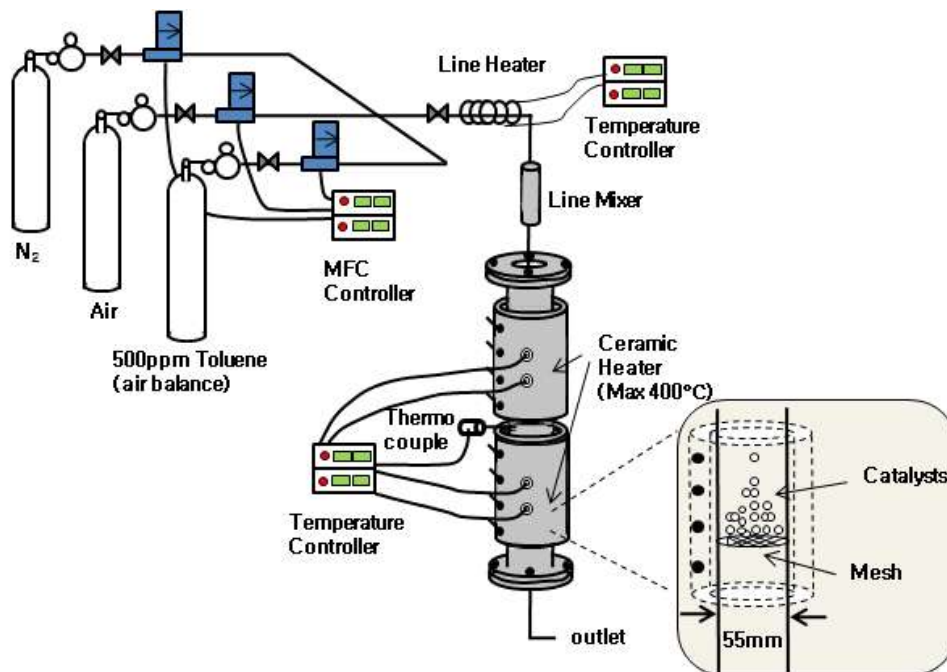 Line Heater
Temperature
Controller
Line Mixer
N₂
Air
MFC
Controller
500ppm Toluene
(air balance)
Ceramic
Heater
(Max 400°C)
Thermo
couple
Temperature
Controller
Catalysts
Mesh
55mm
outlet